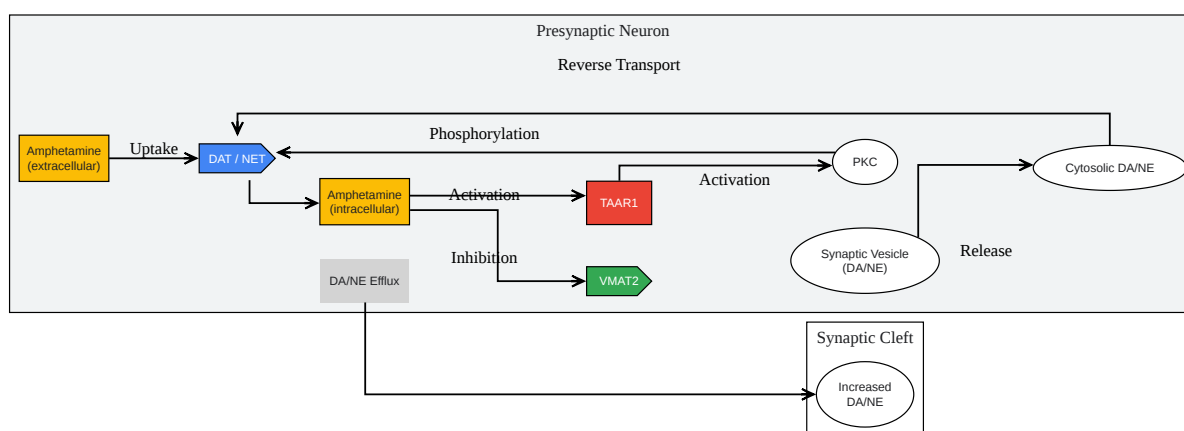 Presynaptic Neuron
Reverse Transport
Phosphorylation
Amphetamine
(extracellular)
Uptake
DAT / NET
PKC
Cytosolic DA/NE
Activation
Amphetamine
(intracellular)
Activation
TAAR1
Inhibition
VMAT2
Synaptic Vesicle
(DA/NE)
Release
DA/NE Efflux
Synaptic Cleft
Increased
DA/NE